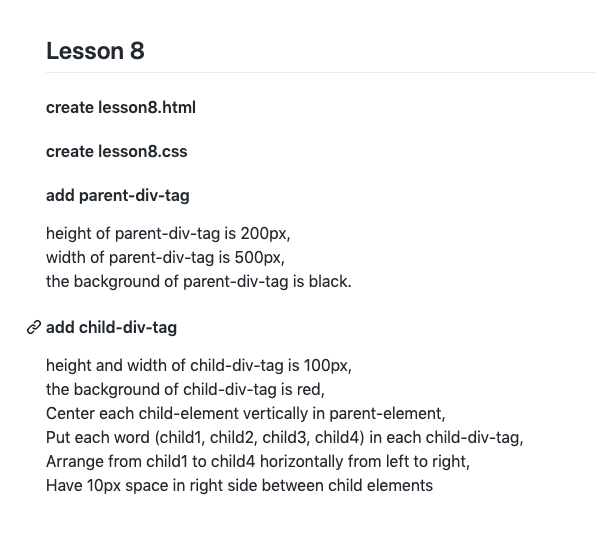 Lesson 8
create lesson8.html
create lesson8.css
add parent-div-tag
height of parent-div-tag is 200px,
width of parent-div-tag is 500px,
the background of parent-div-tag is black.
add child-div-tag
height and width of child-div-tag is 100px,
the background of child-div-tag is red,
Center each child-element vertically in parent-element,
Put each word (child1, child2, child3, child4) in each child-div-tag,
Arrange from child1 to child4 horizontally from left to right,
Have 10px space in right side between child elements